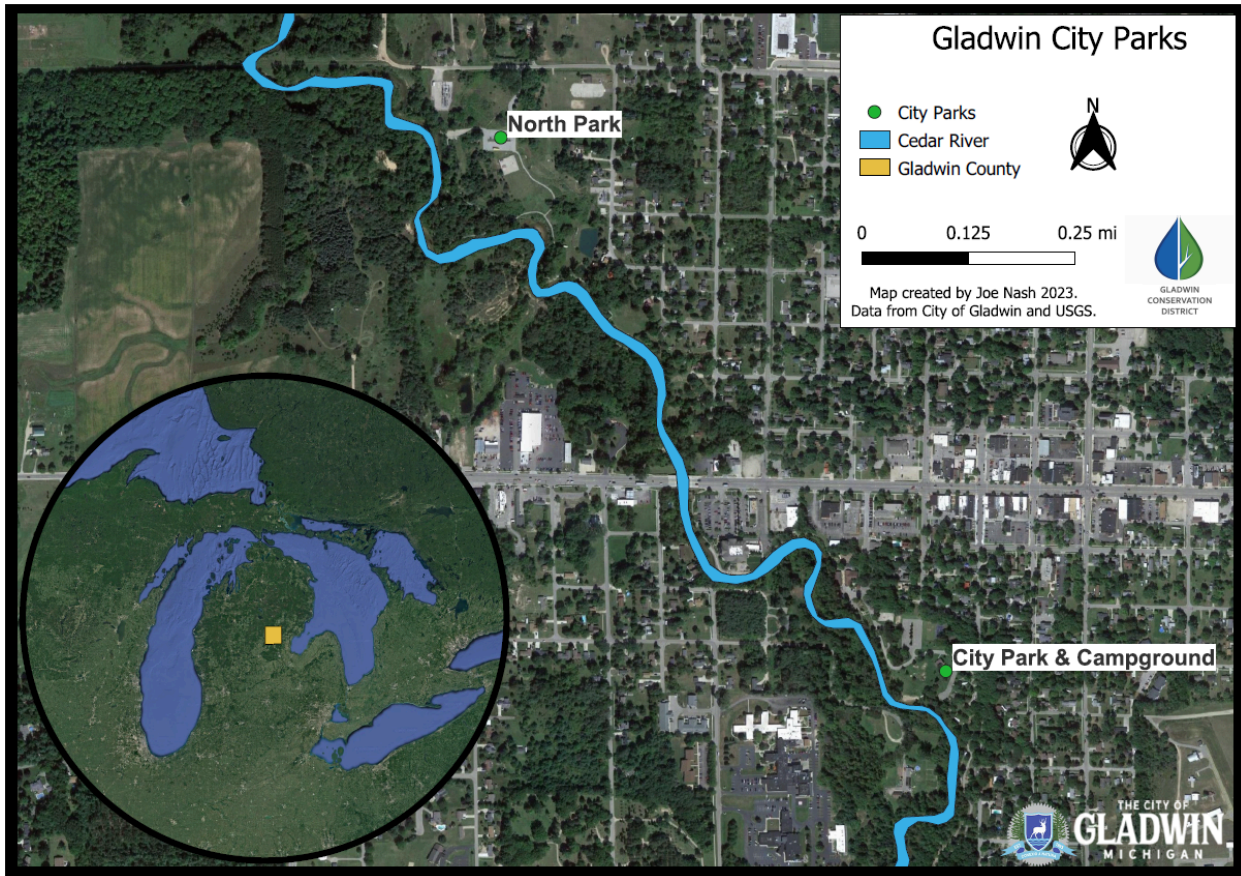 Gladwin City Parks
City Parks
Cedar River
Gladwin County
N
0 0.125 0.25 mi
Map created by Joe Nash 2023.
Data from City of Gladwin and USGS.
GLADWIN
CONSERVATION
DISTRICT
North Park
City Park & Campground
THE CITY OF
GLADWIN
MICHIGAN